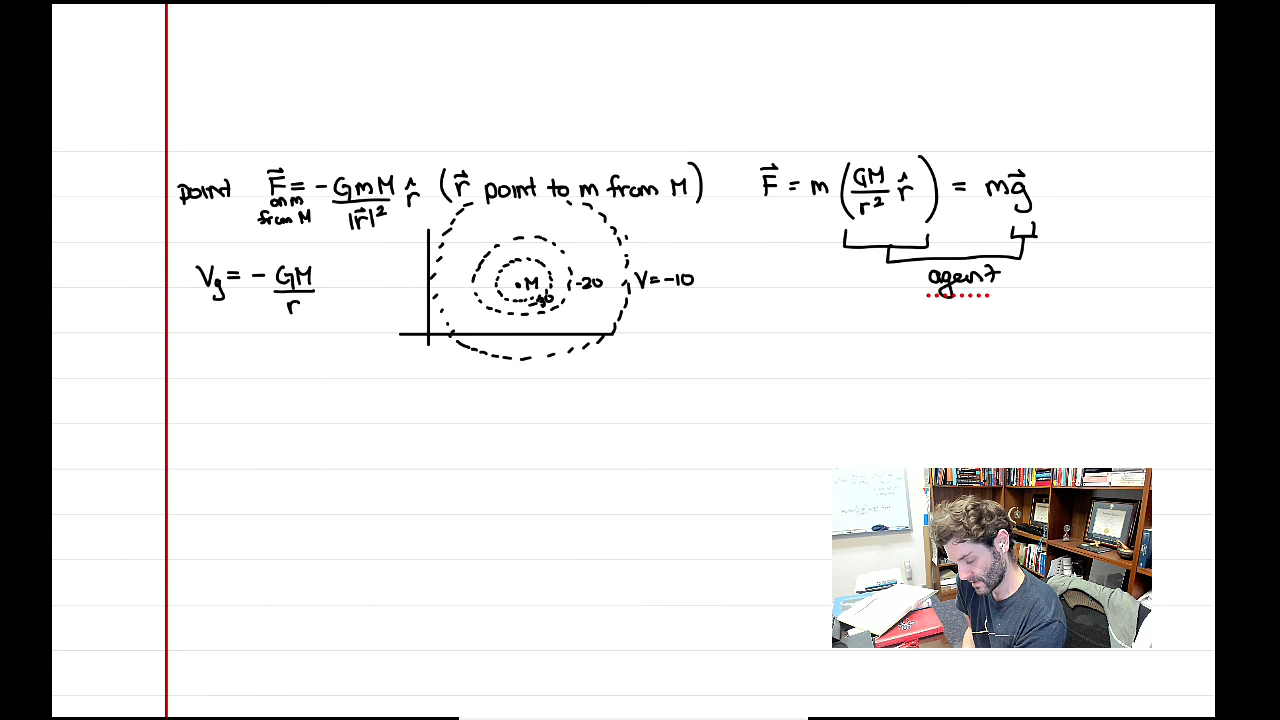 point F⃗ on m from M = - GmM/|r⃗|² r̂ (r⃗ point to m from M)
F⃗ = m (GM/r² r̂) = mg⃗
agent
Vg = - GM/r
M
-20
V = -10